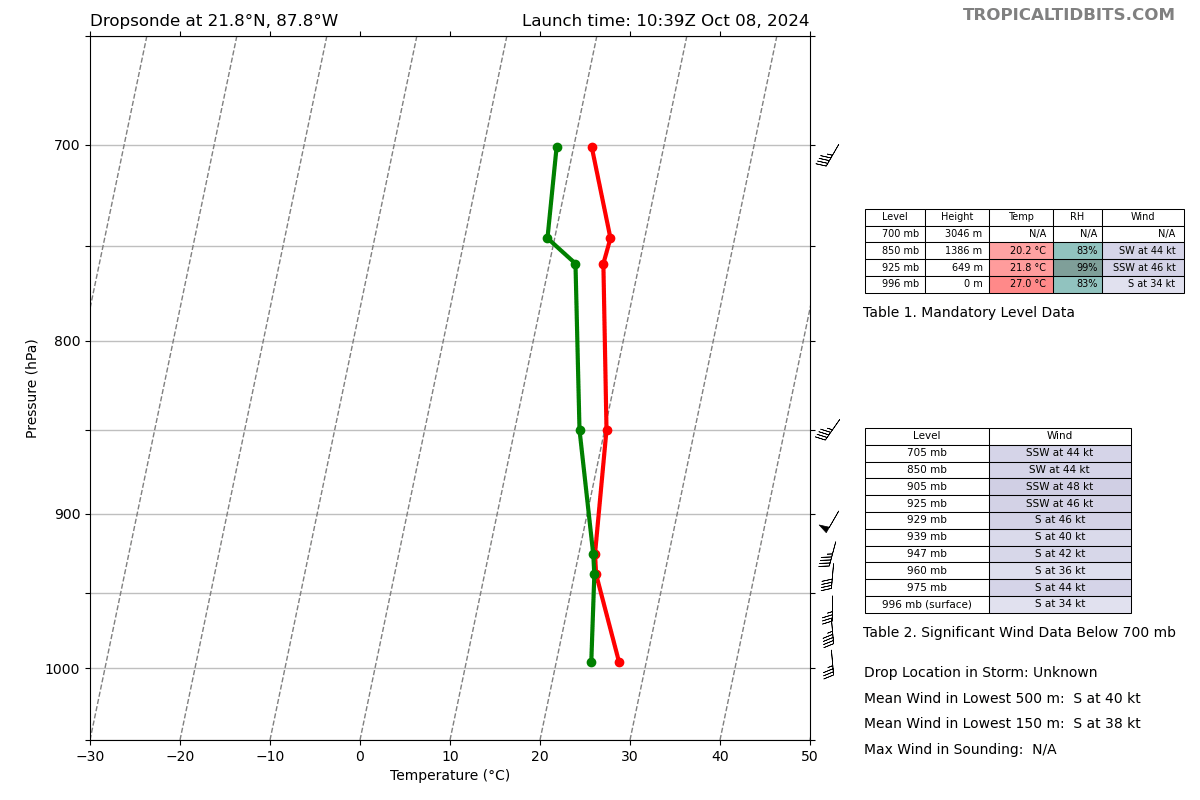 Dropsonde at 21.8°N, 87.8°W
Launch time: 10:39Z Oct 08, 2024
TROPICALTIDBITS.COM
Pressure (hPa)
700
800
900
1000
−30 −20 −10 0 10 20 30 40 50
Temperature (°C)
Level Height Temp RH Wind
700 mb 3046 m N/A N/A N/A
850 mb 1386 m 20.2 °C 83% SW at 44 kt
925 mb 649 m 21.8 °C 99% SSW at 46 kt
996 mb 0 m 27.0 °C 83% S at 34 kt
Table 1. Mandatory Level Data
Level Wind
705 mb SSW at 44 kt
850 mb SW at 44 kt
905 mb SSW at 48 kt
925 mb SSW at 46 kt
929 mb S at 46 kt
939 mb S at 40 kt
947 mb S at 42 kt
960 mb S at 36 kt
975 mb S at 44 kt
996 mb (surface) S at 34 kt
Table 2. Significant Wind Data Below 700 mb
Drop Location in Storm: Unknown
Mean Wind in Lowest 500 m: S at 40 kt
Mean Wind in Lowest 150 m: S at 38 kt
Max Wind in Sounding: N/A